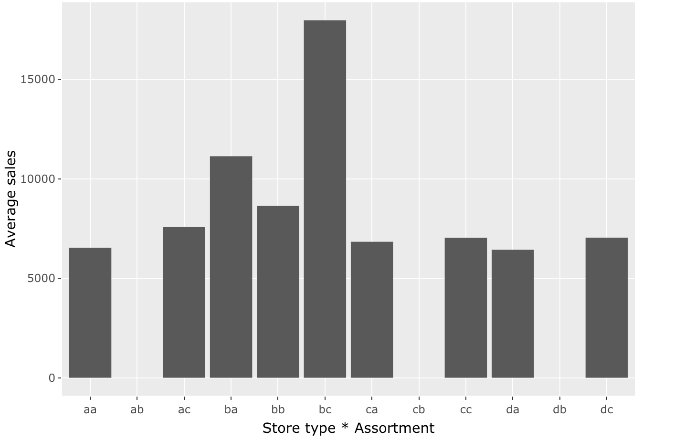 Average sales
15000
10000
5000
0
aa ab ac ba bb bc ca cb cc da db dc
Store type * Assortment